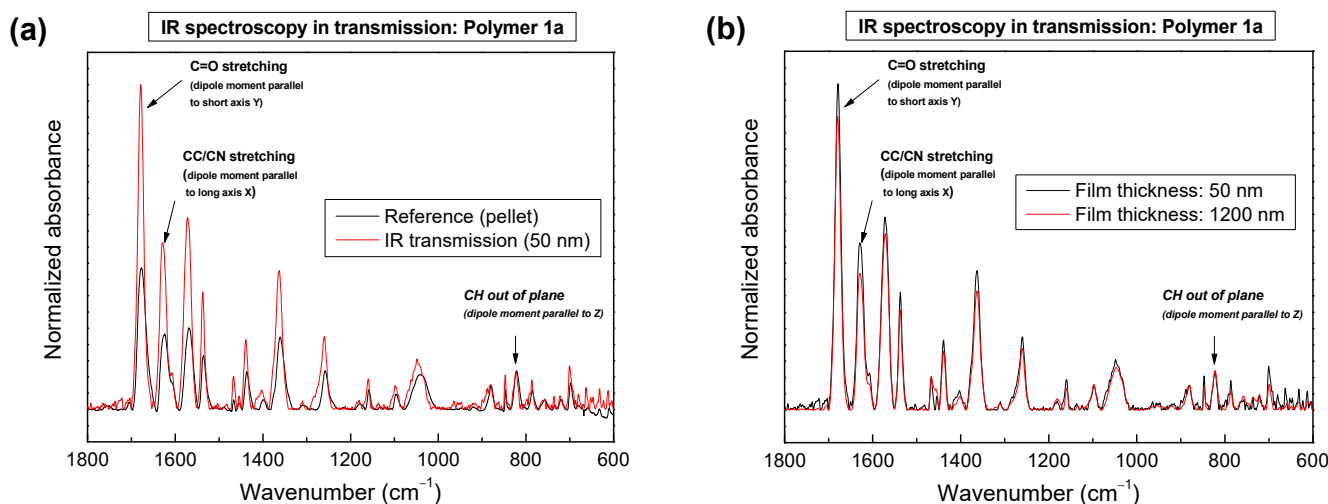 (a)
IR spectroscopy in transmission: Polymer 1a
C=O stretching
(dipole moment parallel
to short axis Y)
CC/CN stretching
(dipole moment parallel
to long axis X)
Reference (pellet)
IR transmission (50 nm)
CH out of plane
(dipole moment parallel to Z)
Normalized absorbance
1800 1600 1400 1200 1000 800 600
Wavenumber (cm⁻¹)
(b)
IR spectroscopy in transmission: Polymer 1a
C=O stretching
(dipole moment parallel
to short axis Y)
CC/CN stretching
(dipole moment parallel
to long axis X)
Film thickness: 50 nm
Film thickness: 1200 nm
CH out of plane
(dipole moment parallel to Z)
Normalized absorbance
1800 1600 1400 1200 1000 800 600
Wavenumber (cm⁻¹)